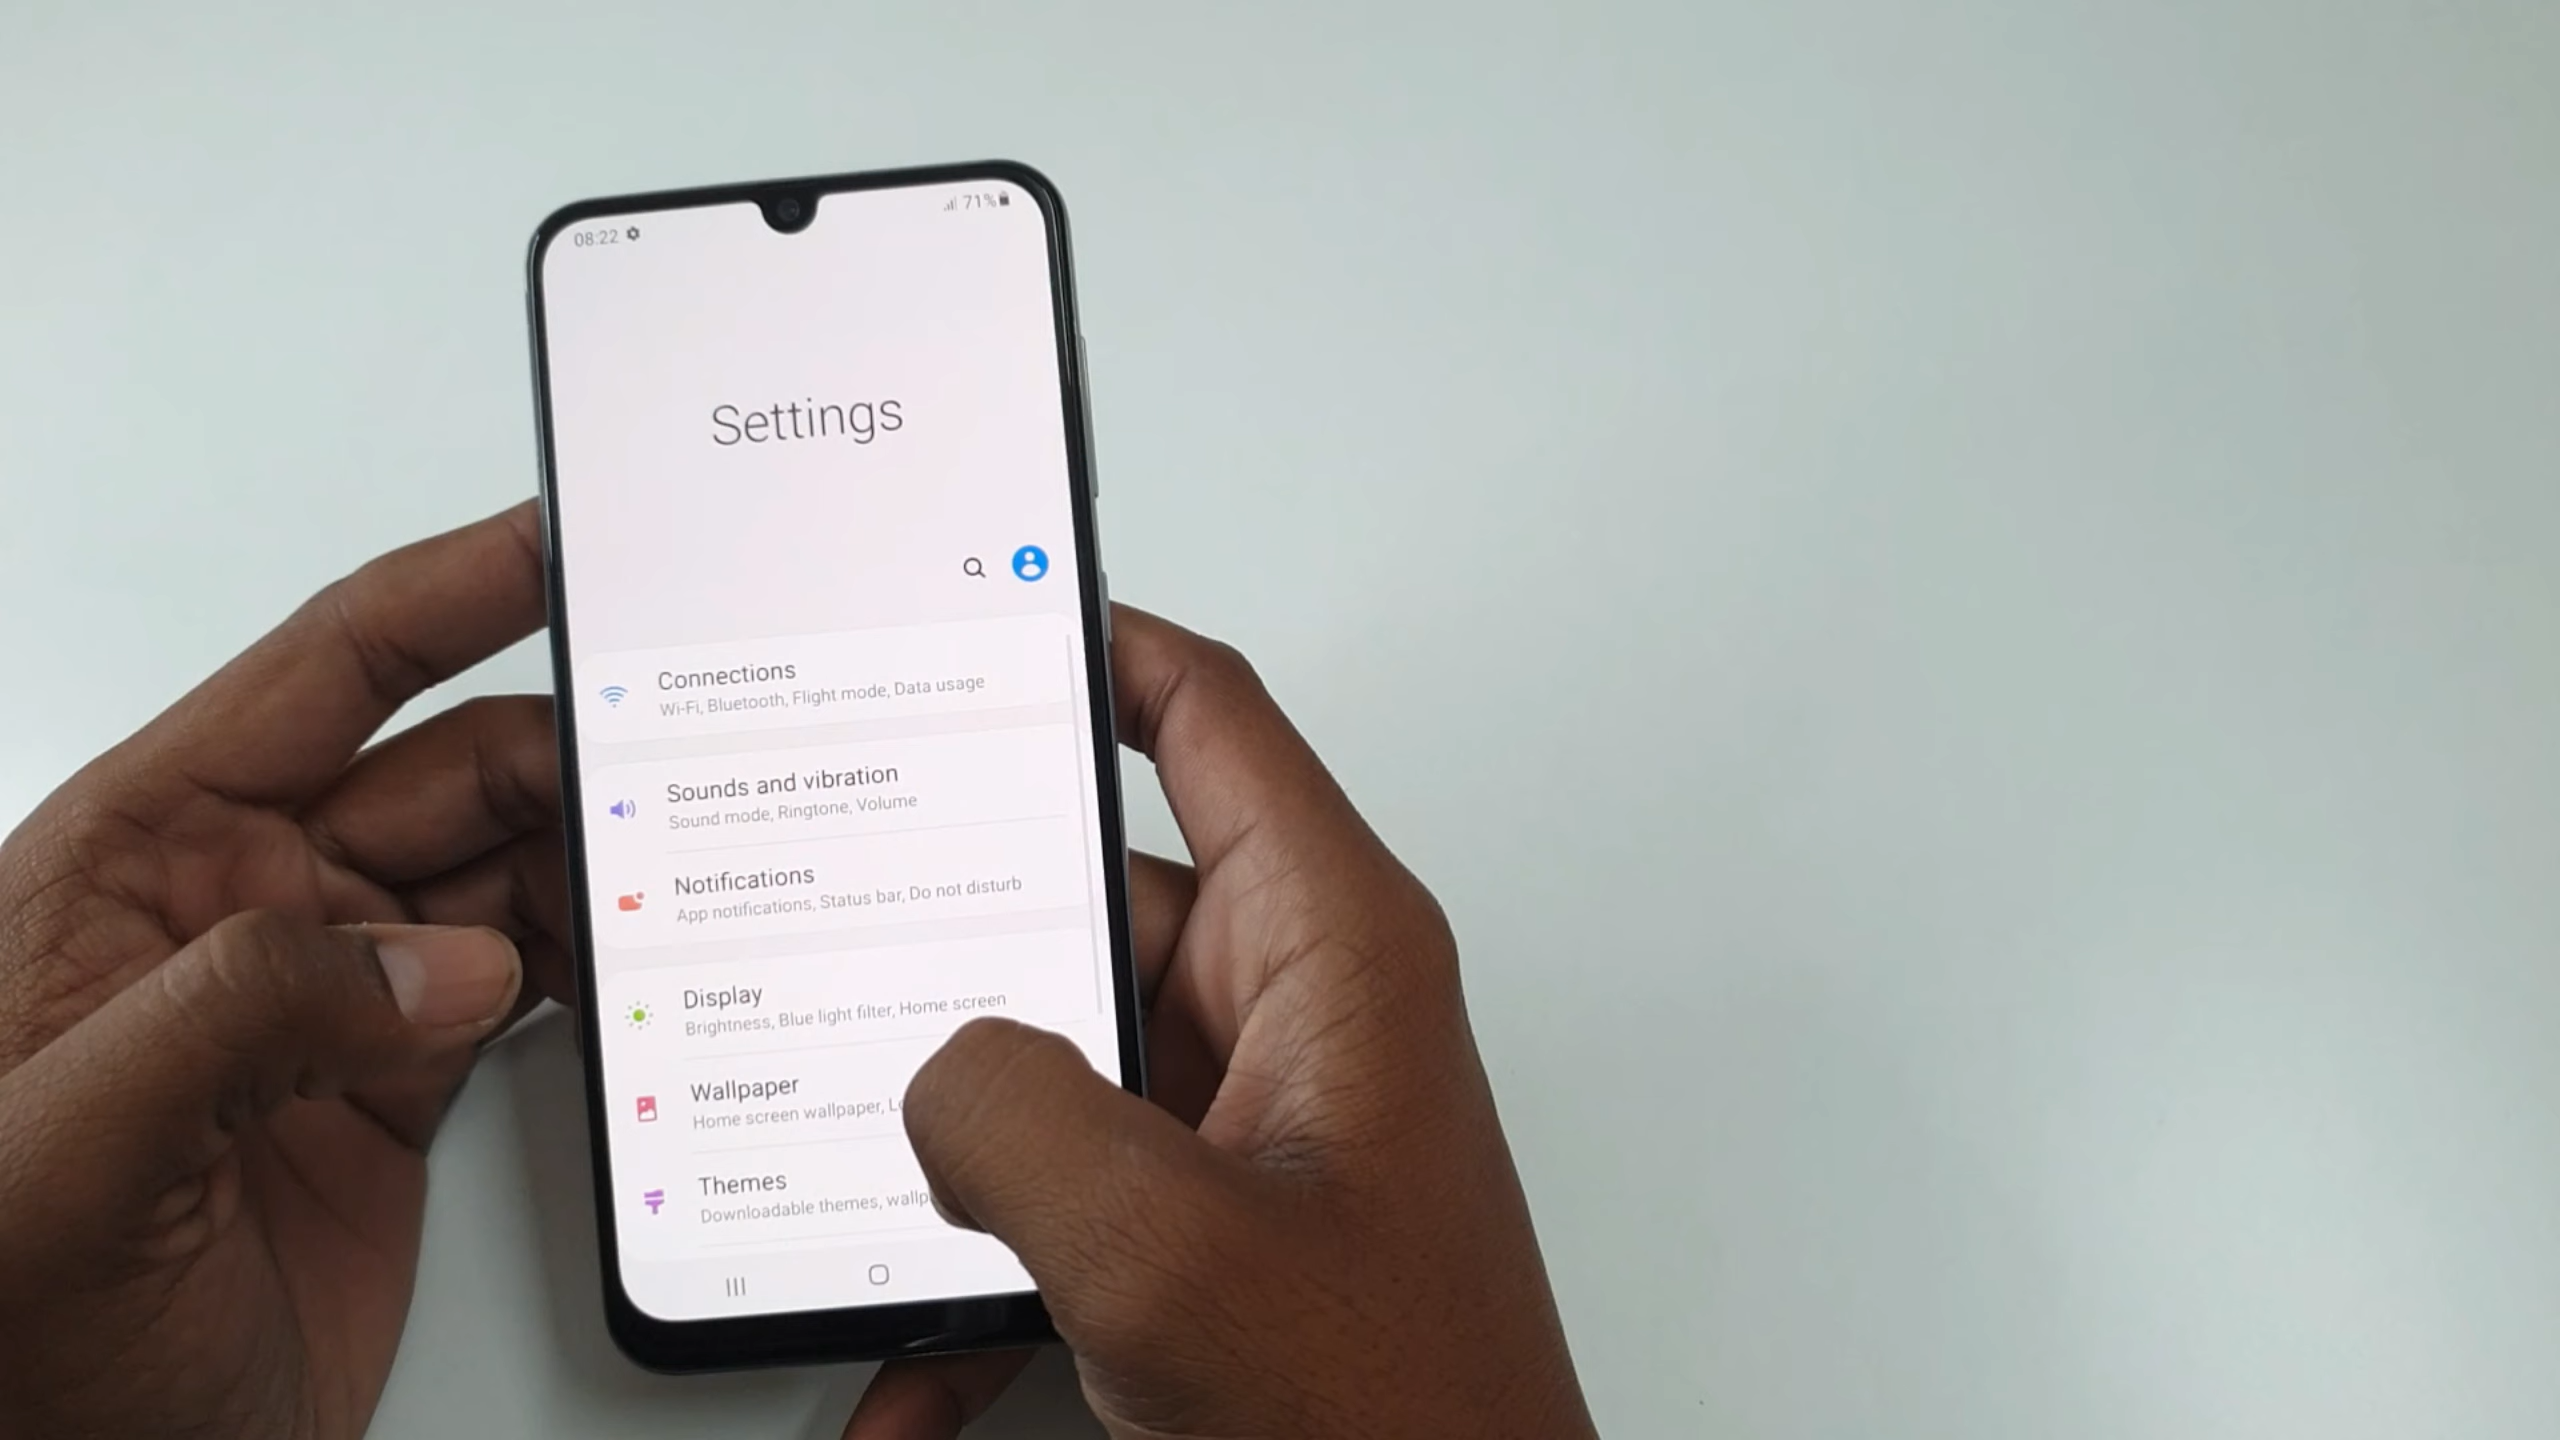 08:22
71%
Settings
Connections
Wi-Fi, Bluetooth, Flight mode, Data usage
Sounds and vibration
Sound mode, Ringtone, Volume
Notifications
App notifications, Status bar, Do not disturb
Display
Brightness, Blue light filter, Home screen
Wallpaper
Home screen wallpaper,
Themes
Downloadable themes,